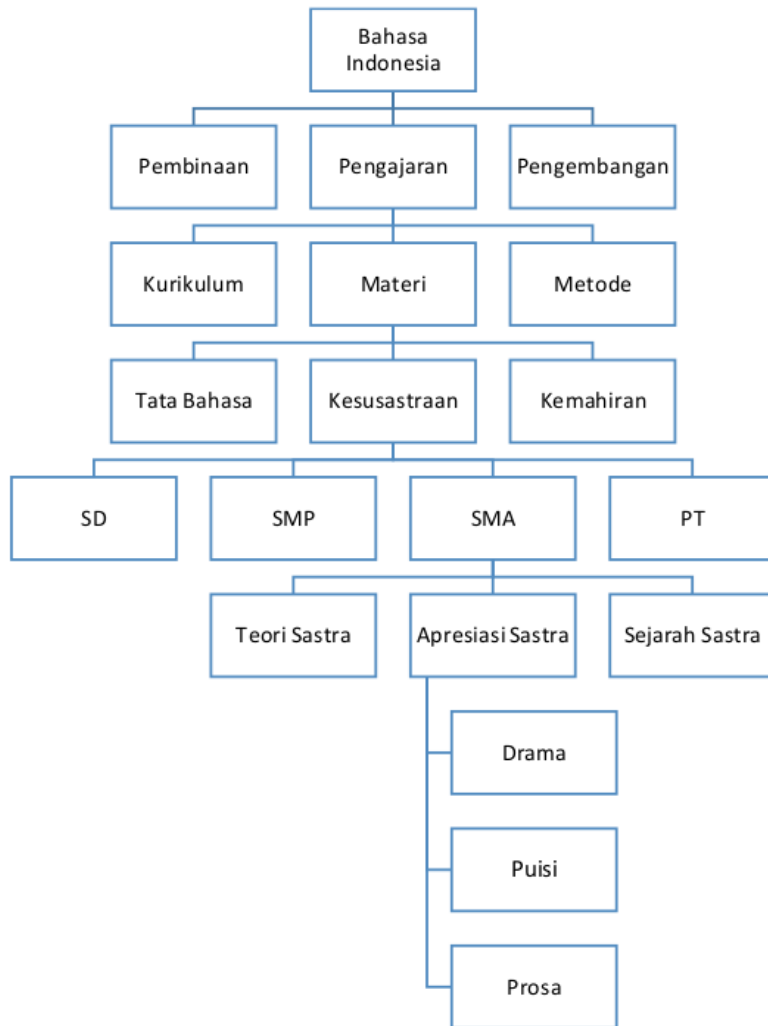 Bahasa
Indonesia
Pembinaan
Pengajaran
Pengembangan
Kurikulum
Materi
Metode
Tata Bahasa
Kesusastraan
Kemahiran
SD
SMP
SMA
PT
Teori Sastra
Apresiasi Sastra
Sejarah Sastra
Drama
Puisi
Prosa